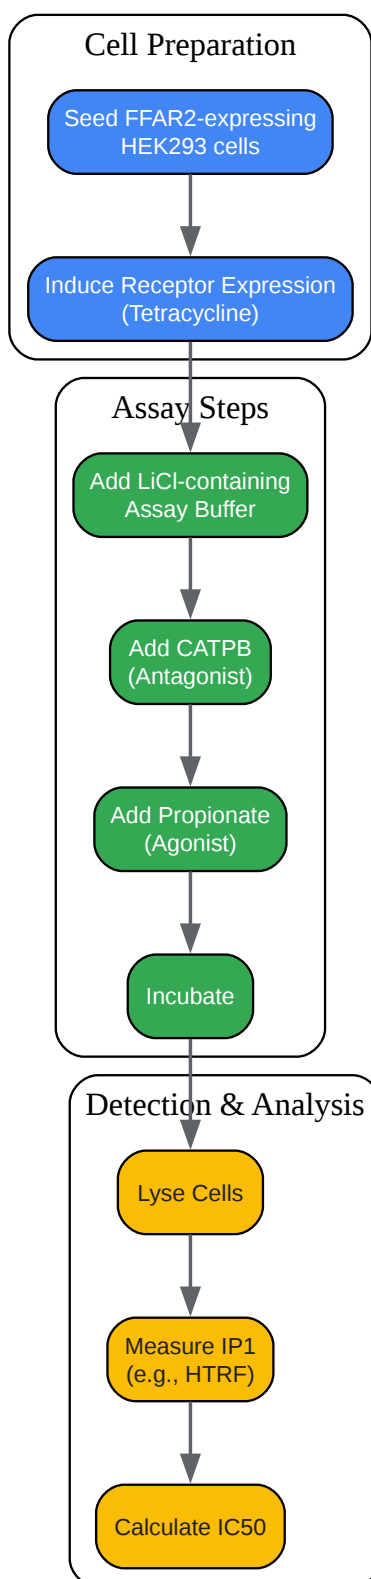 Cell Preparation
Seed FFAR2-expressing
HEK293 cells
Induce Receptor Expression
(Tetracycline)
Assay Steps
Add LiCl-containing
Assay Buffer
Add CATPB
(Antagonist)
Add Propionate
(Agonist)
Incubate
Detection & Analysis
Lyse Cells
Measure IP1
(e.g., HTRF)
Calculate IC50